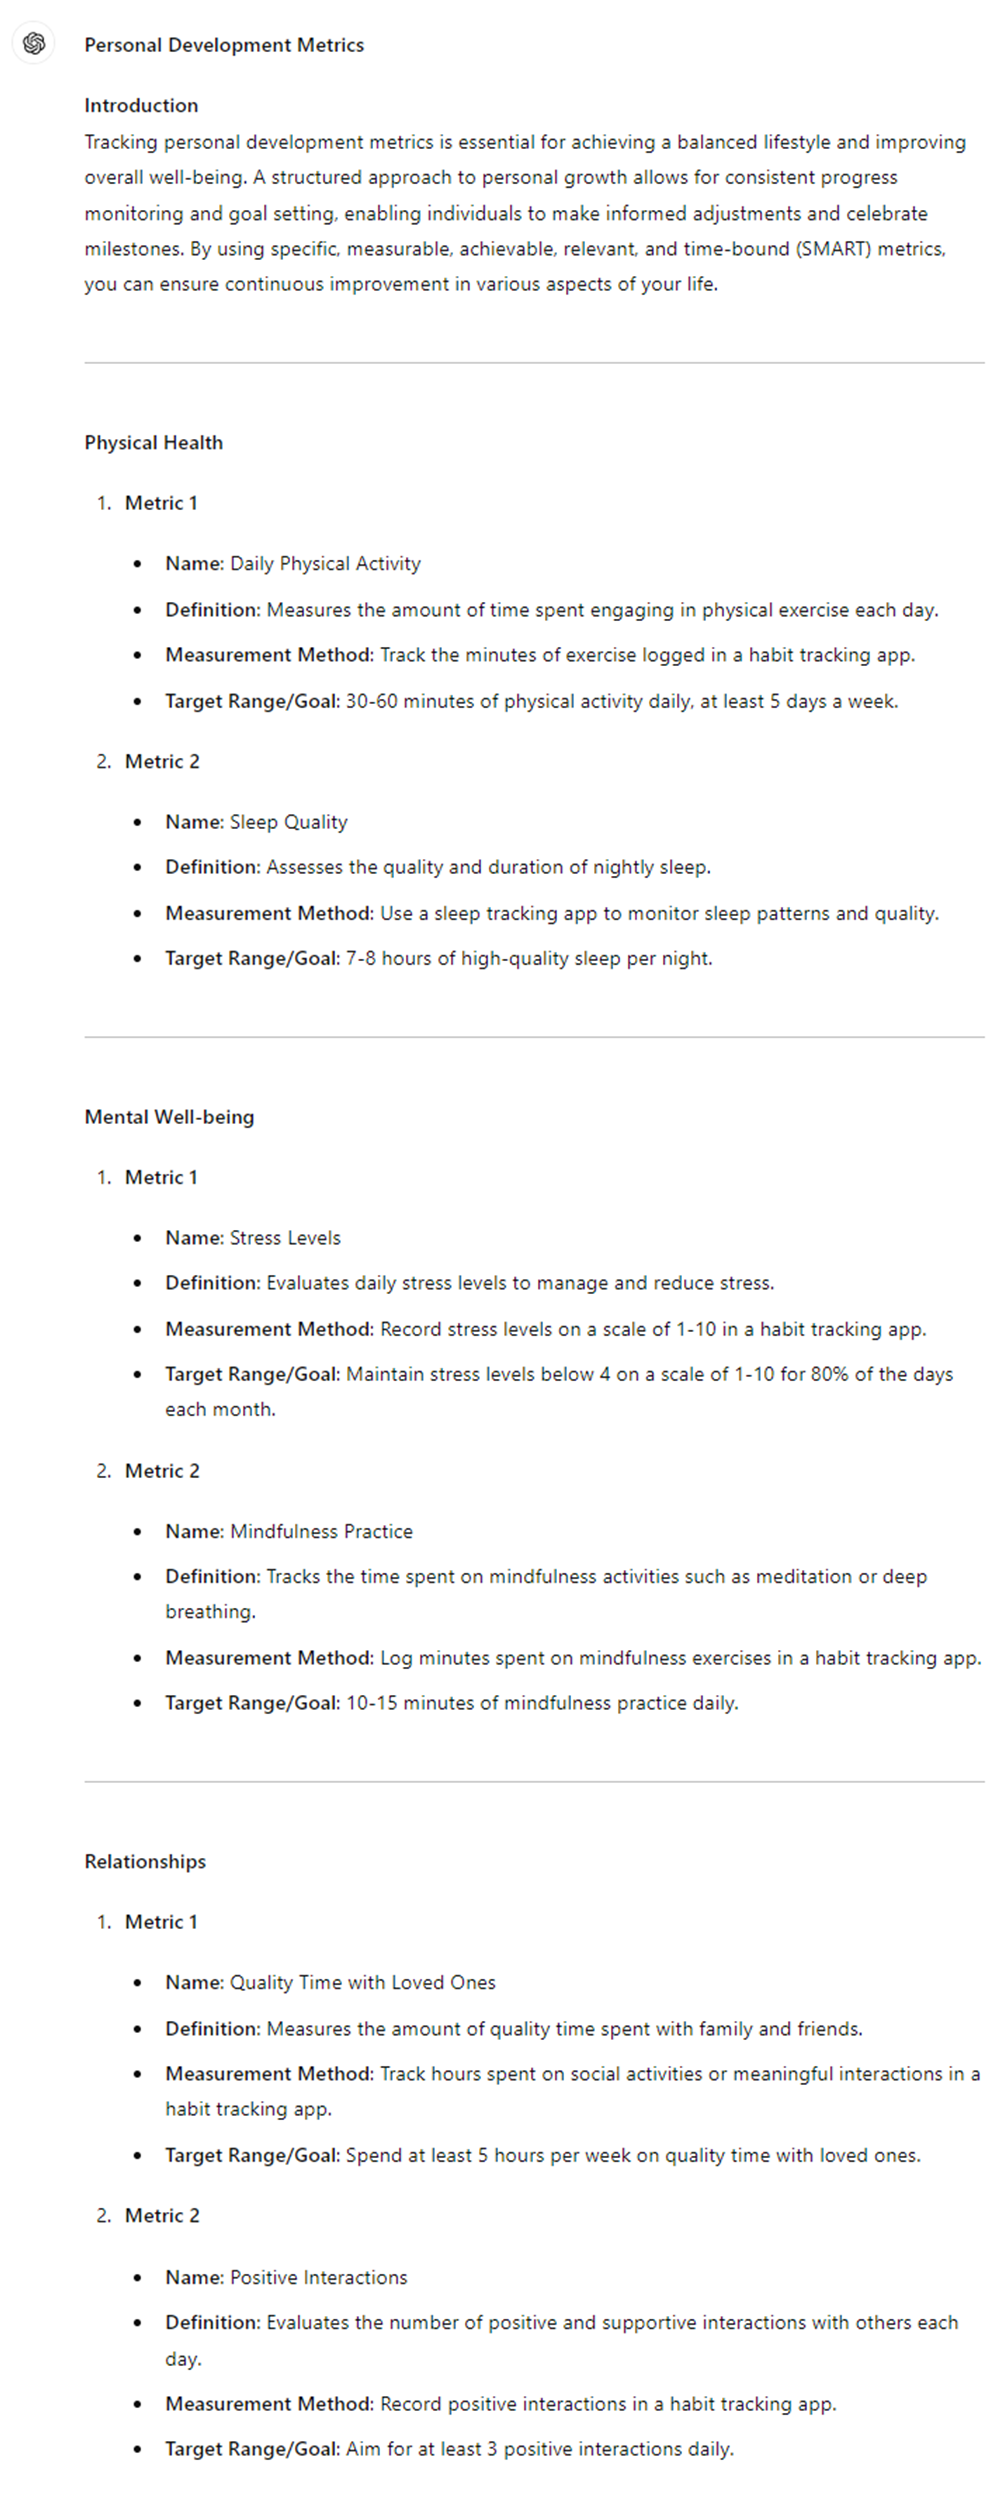 Personal Development Metrics
Introduction
Tracking personal development metrics is essential for achieving a balanced lifestyle and improving
overall well-being. A structured approach to personal growth allows for consistent progress
monitoring and goal setting, enabling individuals to make informed adjustments and celebrate
milestones. By using specific, measurable, achievable, relevant, and time-bound (SMART) metrics,
you can ensure continuous improvement in various aspects of your life.
Physical Health
1. Metric 1
• Name: Daily Physical Activity
• Definition: Measures the amount of time spent engaging in physical exercise each day.
• Measurement Method: Track the minutes of exercise logged in a habit tracking app.
• Target Range/Goal: 30-60 minutes of physical activity daily, at least 5 days a week.
2. Metric 2
• Name: Sleep Quality
• Definition: Assesses the quality and duration of nightly sleep.
• Measurement Method: Use a sleep tracking app to monitor sleep patterns and quality.
• Target Range/Goal: 7-8 hours of high-quality sleep per night.
Mental Well-being
1. Metric 1
• Name: Stress Levels
• Definition: Evaluates daily stress levels to manage and reduce stress.
• Measurement Method: Record stress levels on a scale of 1-10 in a habit tracking app.
• Target Range/Goal: Maintain stress levels below 4 on a scale of 1-10 for 80% of the days
each month.
2. Metric 2
• Name: Mindfulness Practice
• Definition: Tracks the time spent on mindfulness activities such as meditation or deep
breathing.
• Measurement Method: Log minutes spent on mindfulness exercises in a habit tracking app.
• Target Range/Goal: 10-15 minutes of mindfulness practice daily.
Relationships
1. Metric 1
• Name: Quality Time with Loved Ones
• Definition: Measures the amount of quality time spent with family and friends.
• Measurement Method: Track hours spent on social activities or meaningful interactions in a
habit tracking app.
• Target Range/Goal: Spend at least 5 hours per week on quality time with loved ones.
2. Metric 2
• Name: Positive Interactions
• Definition: Evaluates the number of positive and supportive interactions with others each
day.
• Measurement Method: Record positive interactions in a habit tracking app.
• Target Range/Goal: Aim for at least 3 positive interactions daily.